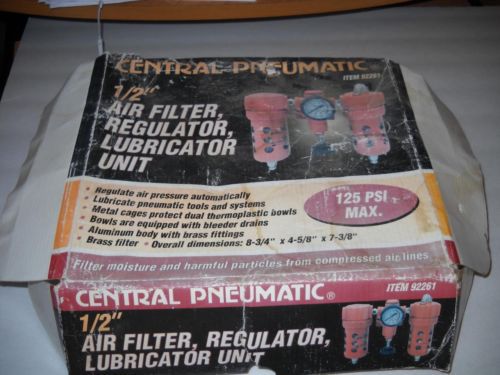 CENTRAL PNEUMATIC
ITEM 92261
1/2"
AIR FILTER,
REGULATOR,
LUBRICATOR
UNIT
• Regulate air pressure automatically
• Lubricate pneumatic tools and systems
• Metal cages protect dual thermoplastic bowls
• Bowls are equipped with bleeder drains
• Aluminum body with brass fittings
• Brass filter • Overall dimensions: 8-3/4" x 4-5/8" x 7-3/8"
125 PSI
MAX.
Filter moisture and harmful particles from compressed air lines
CENTRAL PNEUMATIC®
ITEM 92261
1/2"
AIR FILTER, REGULATOR,
LUBRICATOR UNIT